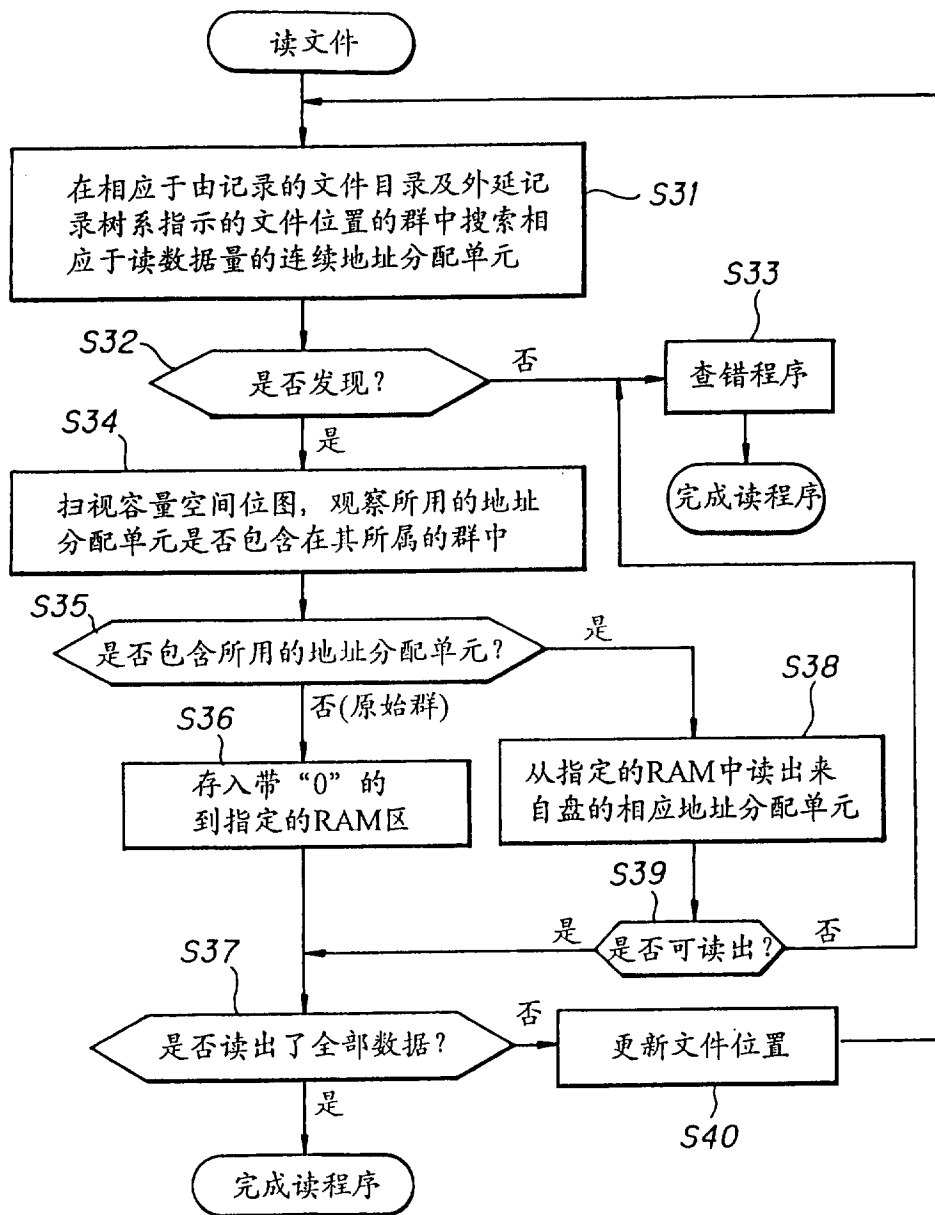 读文件
在相应于由记录的文件目录及外延记
录树系指示的文件位置的群中搜索相
应于读数据量的连续地址分配单元
S31
S32
是否发现?
否
S33
查错程序
是
完成读程序
S34
扫视容量空间位图, 观察所用的地址
分配单元是否包含在其所属的群中
S35
是否包含所用的地址分配单元?
是
否(原始群)
S36
存入带“0”的
到指定的RAM区
S38
从指定的RAM中读出来
自盘的相应地址分配单元
S39
是否可读出?
是
否
S37
是否读出了全部数据?
否
更新文件位置
S40
是
完成读程序